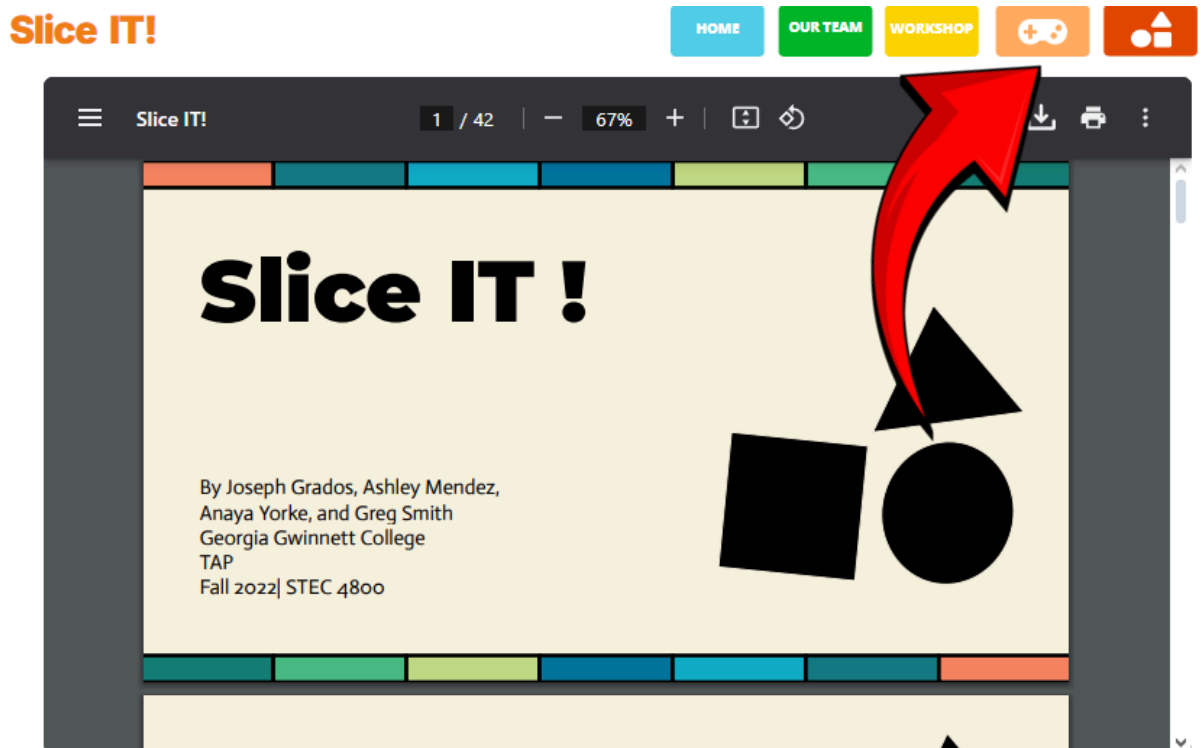 Slice IT!
HOME
OUR TEAM
WORKSHOP
Slice IT!
1 / 42
67%
Slice IT !
By Joseph Grados, Ashley Mendez,
Anaya Yorke, and Greg Smith
Georgia Gwinnett College
TAP
Fall 2022| STEC 4800